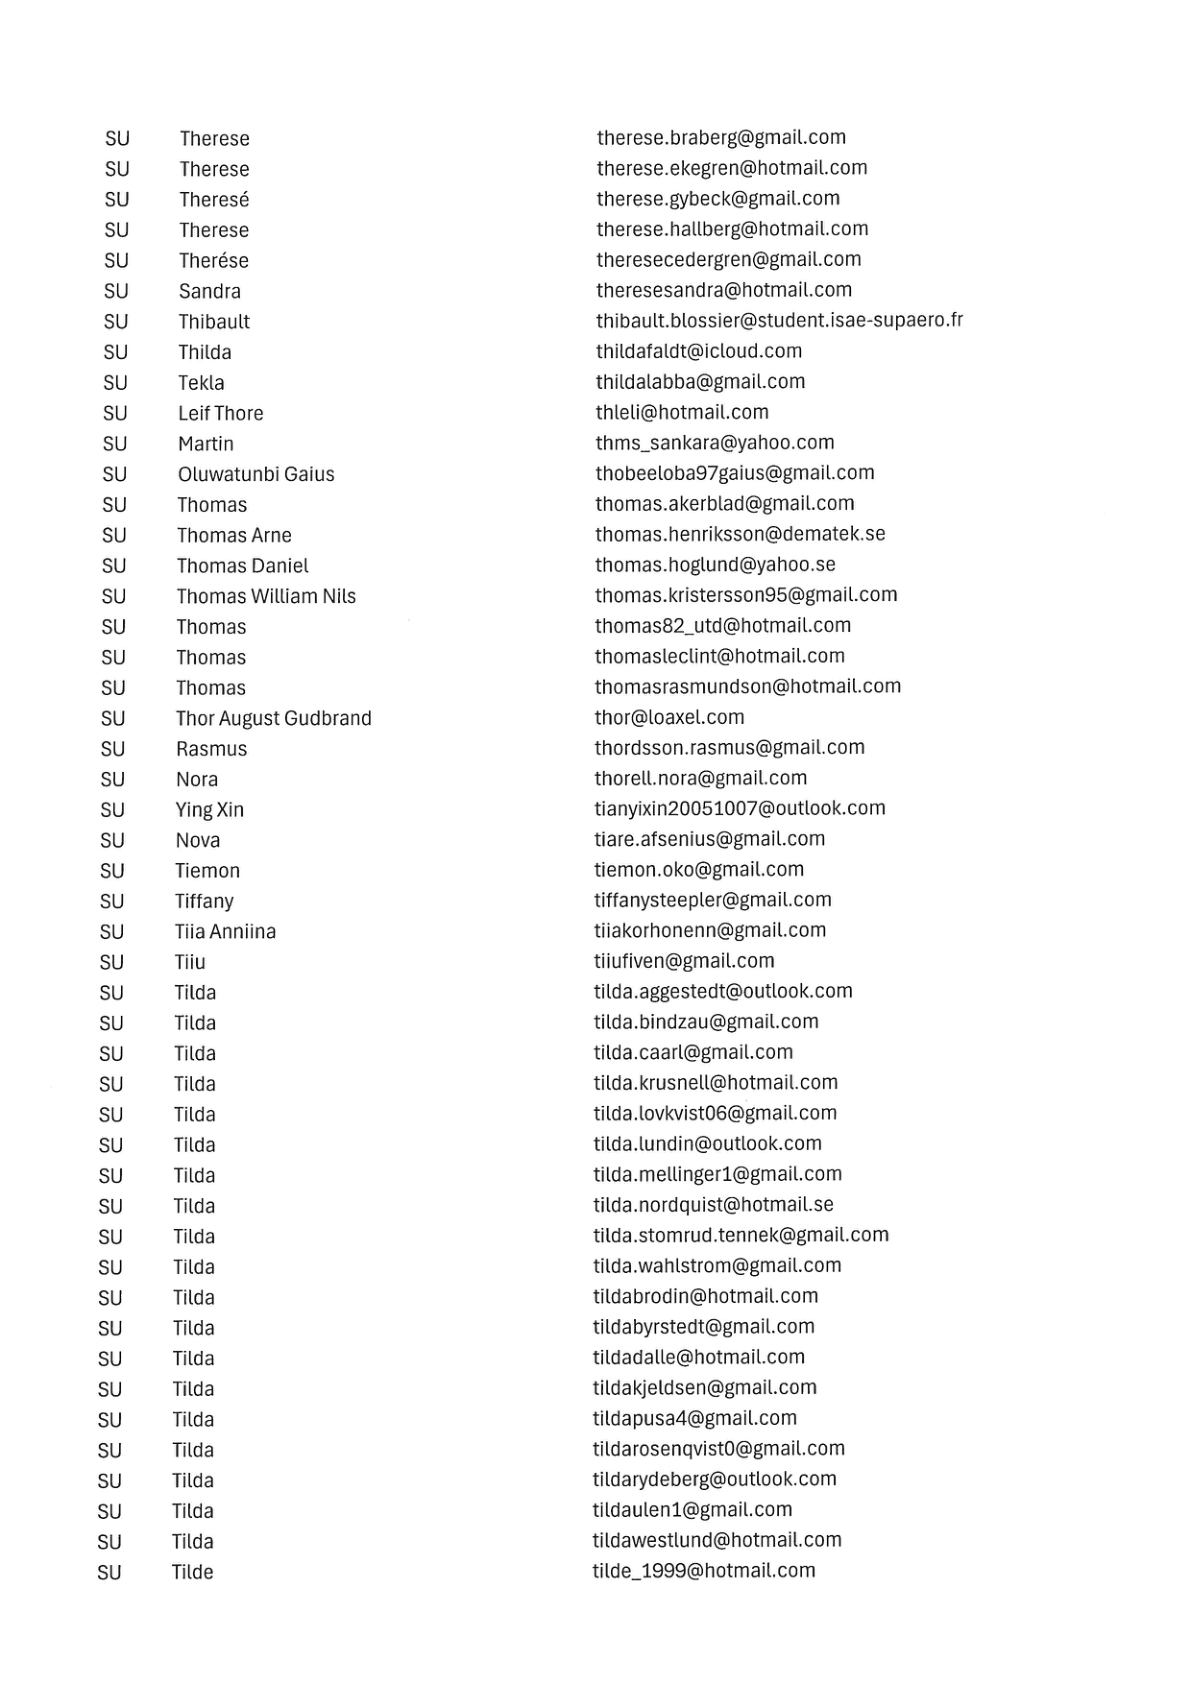 SU Therese therese.braberg@gmail.com
SU Therese therese.ekegren@hotmail.com
SU Theresé therese.gybeck@gmail.com
SU Therese therese.hallberg@hotmail.com
SU Therése theresecedergren@gmail.com
SU Sandra theresesandra@hotmail.com
SU Thibault thibault.blossier@student.isae-supaero.fr
SU Thilda thildafaldt@icloud.com
SU Tekla thildalabba@gmail.com
SU Leif Thore thleli@hotmail.com
SU Martin thms_sankara@yahoo.com
SU Oluwatunbi Gaius thobeeloba97gaius@gmail.com
SU Thomas thomas.akerblad@gmail.com
SU Thomas Arne thomas.henriksson@dematek.se
SU Thomas Daniel thomas.hoglund@yahoo.se
SU Thomas William Nils thomas.kristersson95@gmail.com
SU Thomas thomas82_utd@hotmail.com
SU Thomas thomasleclint@hotmail.com
SU Thomas thomasrasmundson@hotmail.com
SU Thor August Gudbrand thor@loaxel.com
SU Rasmus thordsson.rasmus@gmail.com
SU Nora thorell.nora@gmail.com
SU Ying Xin tianyixin20051007@outlook.com
SU Nova tiare.afsenius@gmail.com
SU Tiemon tiemon.oko@gmail.com
SU Tiffany tiffanysteepler@gmail.com
SU Tiia Anniina tiiakorhonenn@gmail.com
SU Tiiu tiiufiven@gmail.com
SU Tilda tilda.aggestedt@outlook.com
SU Tilda tilda.bindzau@gmail.com
SU Tilda tilda.caarl@gmail.com
SU Tilda tilda.krusnell@hotmail.com
SU Tilda tilda.lovkvist06@gmail.com
SU Tilda tilda.lundin@outlook.com
SU Tilda tilda.mellinger1@gmail.com
SU Tilda tilda.nordquist@hotmail.se
SU Tilda tilda.stomrud.tennek@gmail.com
SU Tilda tilda.wahlstrom@gmail.com
SU Tilda tildabrodin@hotmail.com
SU Tilda tildabyrstedt@gmail.com
SU Tilda tildadalle@hotmail.com
SU Tilda tildakjeldsen@gmail.com
SU Tilda tildapusa4@gmail.com
SU Tilda tildarosenqvist0@gmail.com
SU Tilda tildarydeberg@outlook.com
SU Tilda tildaulen1@gmail.com
SU Tilda tildawestlund@hotmail.com
SU Tilde tilde_1999@hotmail.com